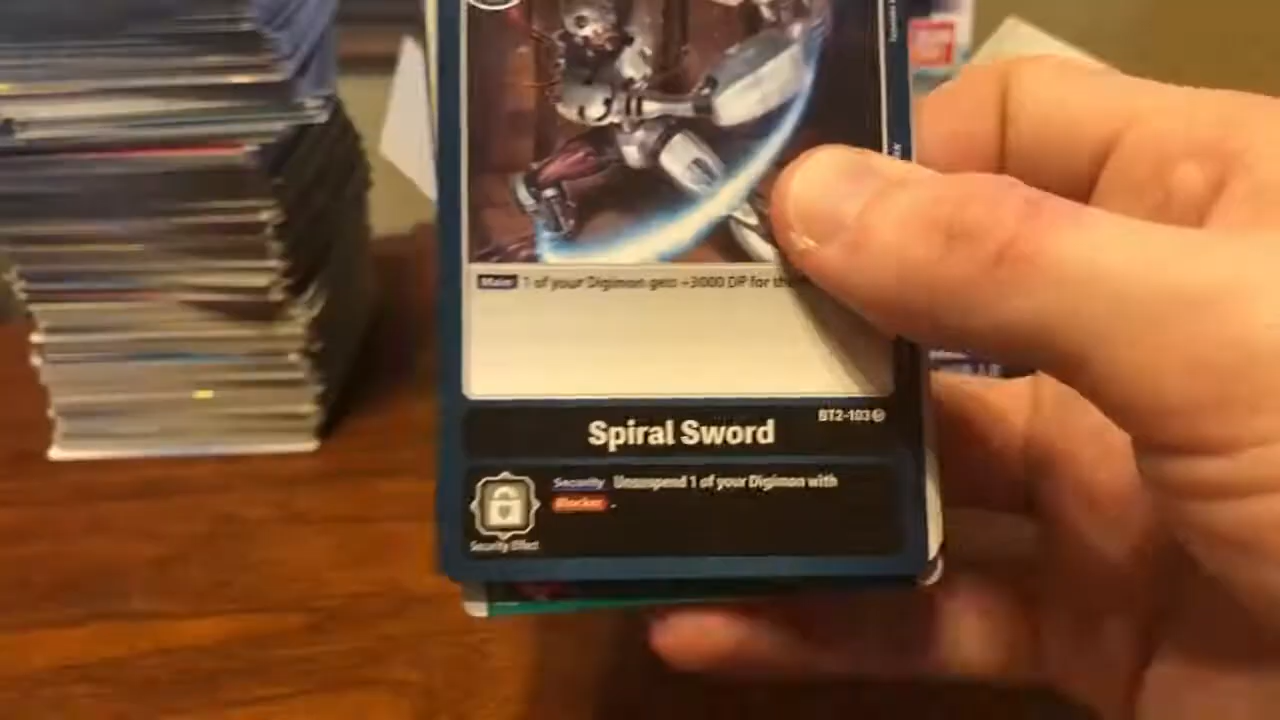 Main 1 of your Digimon gets +3000 DP for the
BT2-103 U
Spiral Sword
Security Unsuspend 1 of your Digimon with
Blocker .
Security Effect